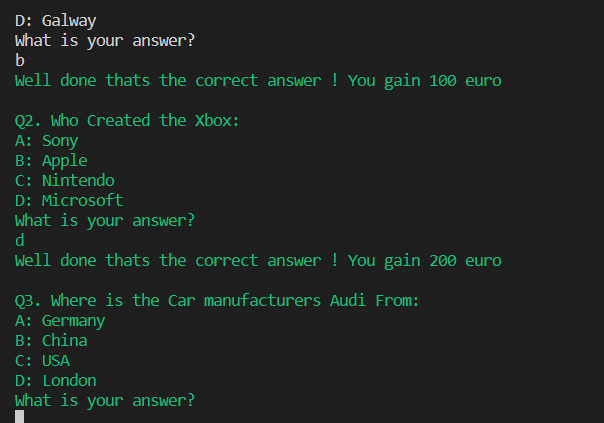 D: Galway
What is your answer?
b
Well done thats the correct answer ! You gain 100 euro
Q2. Who Created the Xbox:
A: Sony
B: Apple
C: Nintendo
D: Microsoft
What is your answer?
d
Well done thats the correct answer ! You gain 200 euro
Q3. Where is the Car manufacturers Audi From:
A: Germany
B: China
C: USA
D: London
What is your answer?